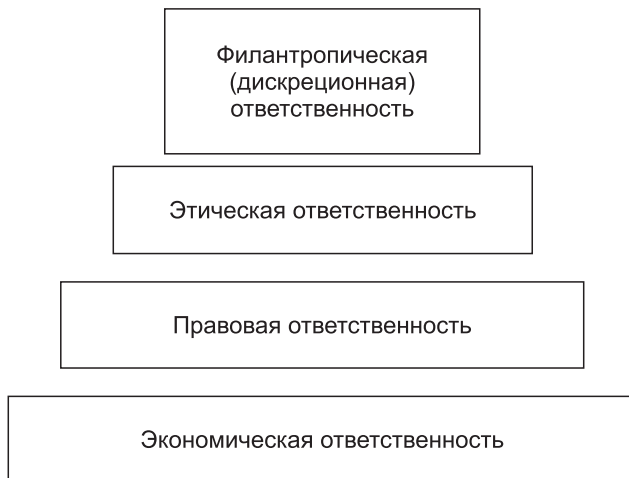 Филантропическая
(дискреционная)
ответственность
Этическая ответственность
Правовая ответственность
Экономическая ответственность